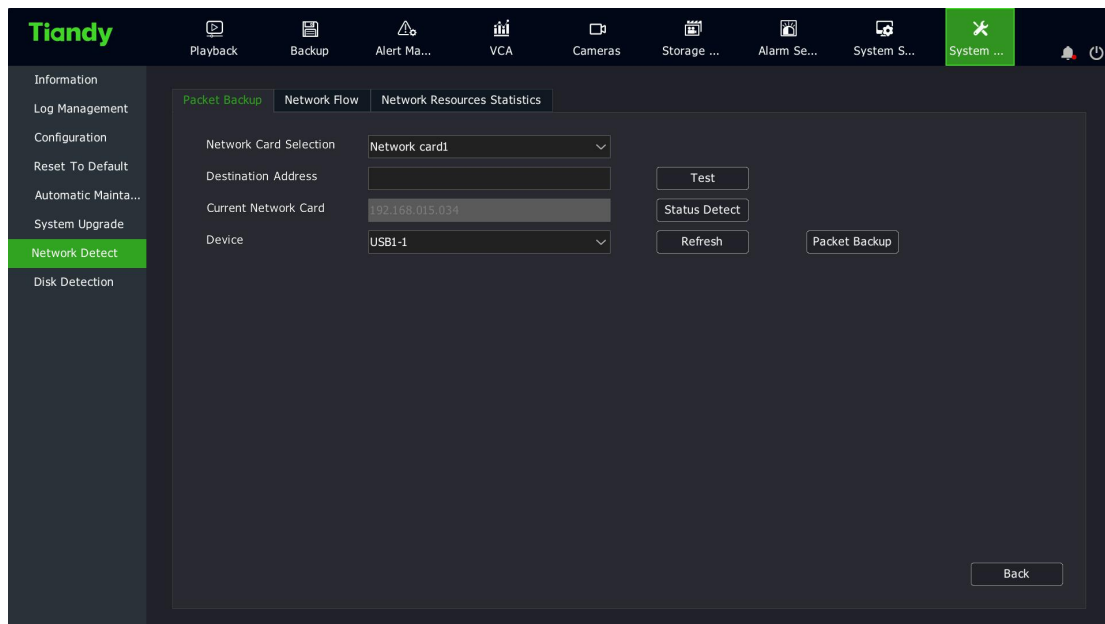 Tiandy
Playback
Backup
Alert Ma...
VCA
Cameras
Storage ...
Alarm Se...
System S...
System ...
Information
Log Management
Configuration
Reset To Default
Automatic Mainta...
System Upgrade
Network Detect
Disk Detection
Packet Backup
Network Flow
Network Resources Statistics
Network Card Selection
Network card1
Destination Address
Test
Current Network Card
192.168.015.034
Status Detect
Device
USB1-1
Refresh
Packet Backup
Back